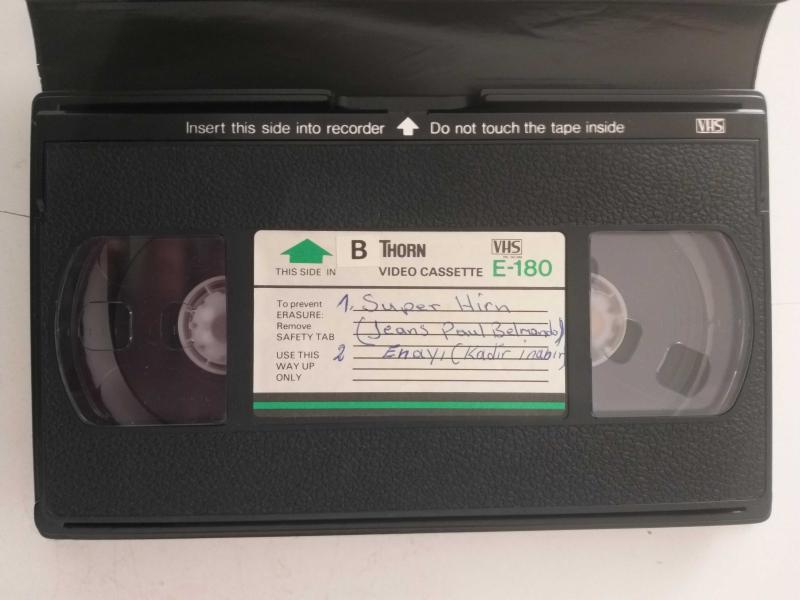 Insert this side into recorder Do not touch the tape inside VHS
B THORN VHS
THIS SIDE IN VIDEO CASSETTE E-180
To prevent
ERASURE:
Remove
SAFETY TAB
USE THIS
WAY UP
ONLY
1. Super Hirn
(Jeans Paul Belmondo)
2 Enayi (Kadir inanir